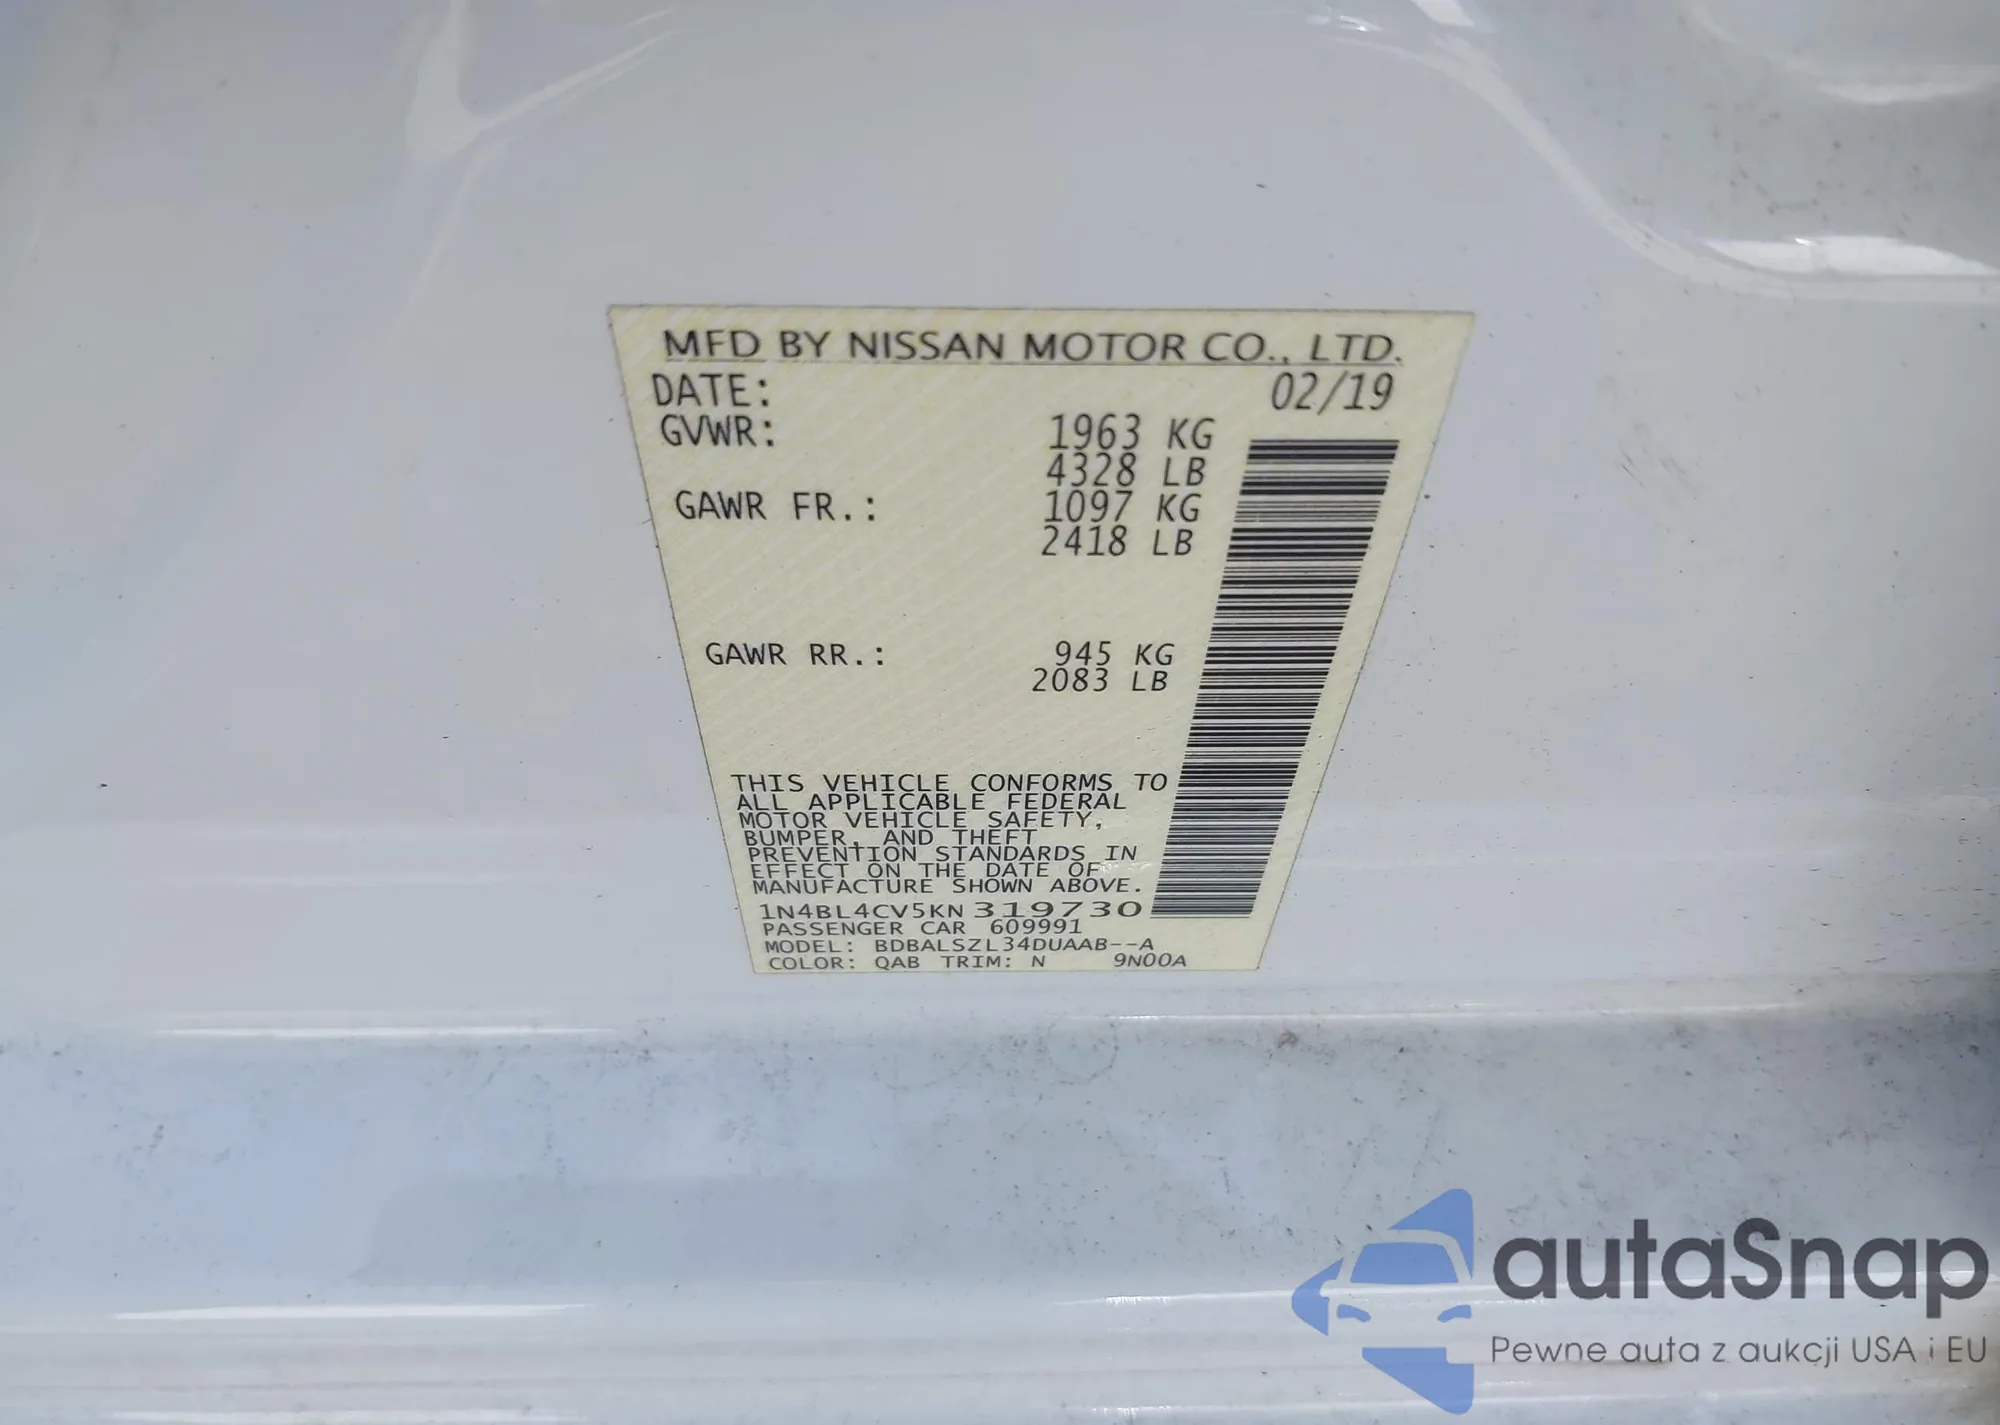 MFD BY NISSAN MOTOR CO., LTD.
DATE: 02/19
GVWR: 1963 KG
4328 LB
GAWR FR.: 1097 KG
2418 LB
GAWR RR.: 945 KG
2083 LB
THIS VEHICLE CONFORMS TO
ALL APPLICABLE FEDERAL
MOTOR VEHICLE SAFETY,
BUMPER, AND THEFT
PREVENTION STANDARDS IN
EFFECT ON THE DATE OF
MANUFACTURE SHOWN ABOVE.
1N4BL4CV5KN319730
PASSENGER CAR 609991
MODEL: BDBALSZL34DUAAB--A
COLOR: QAB TRIM: N 9N00A
autaSnap
Pewne auta z aukcji USA i EU